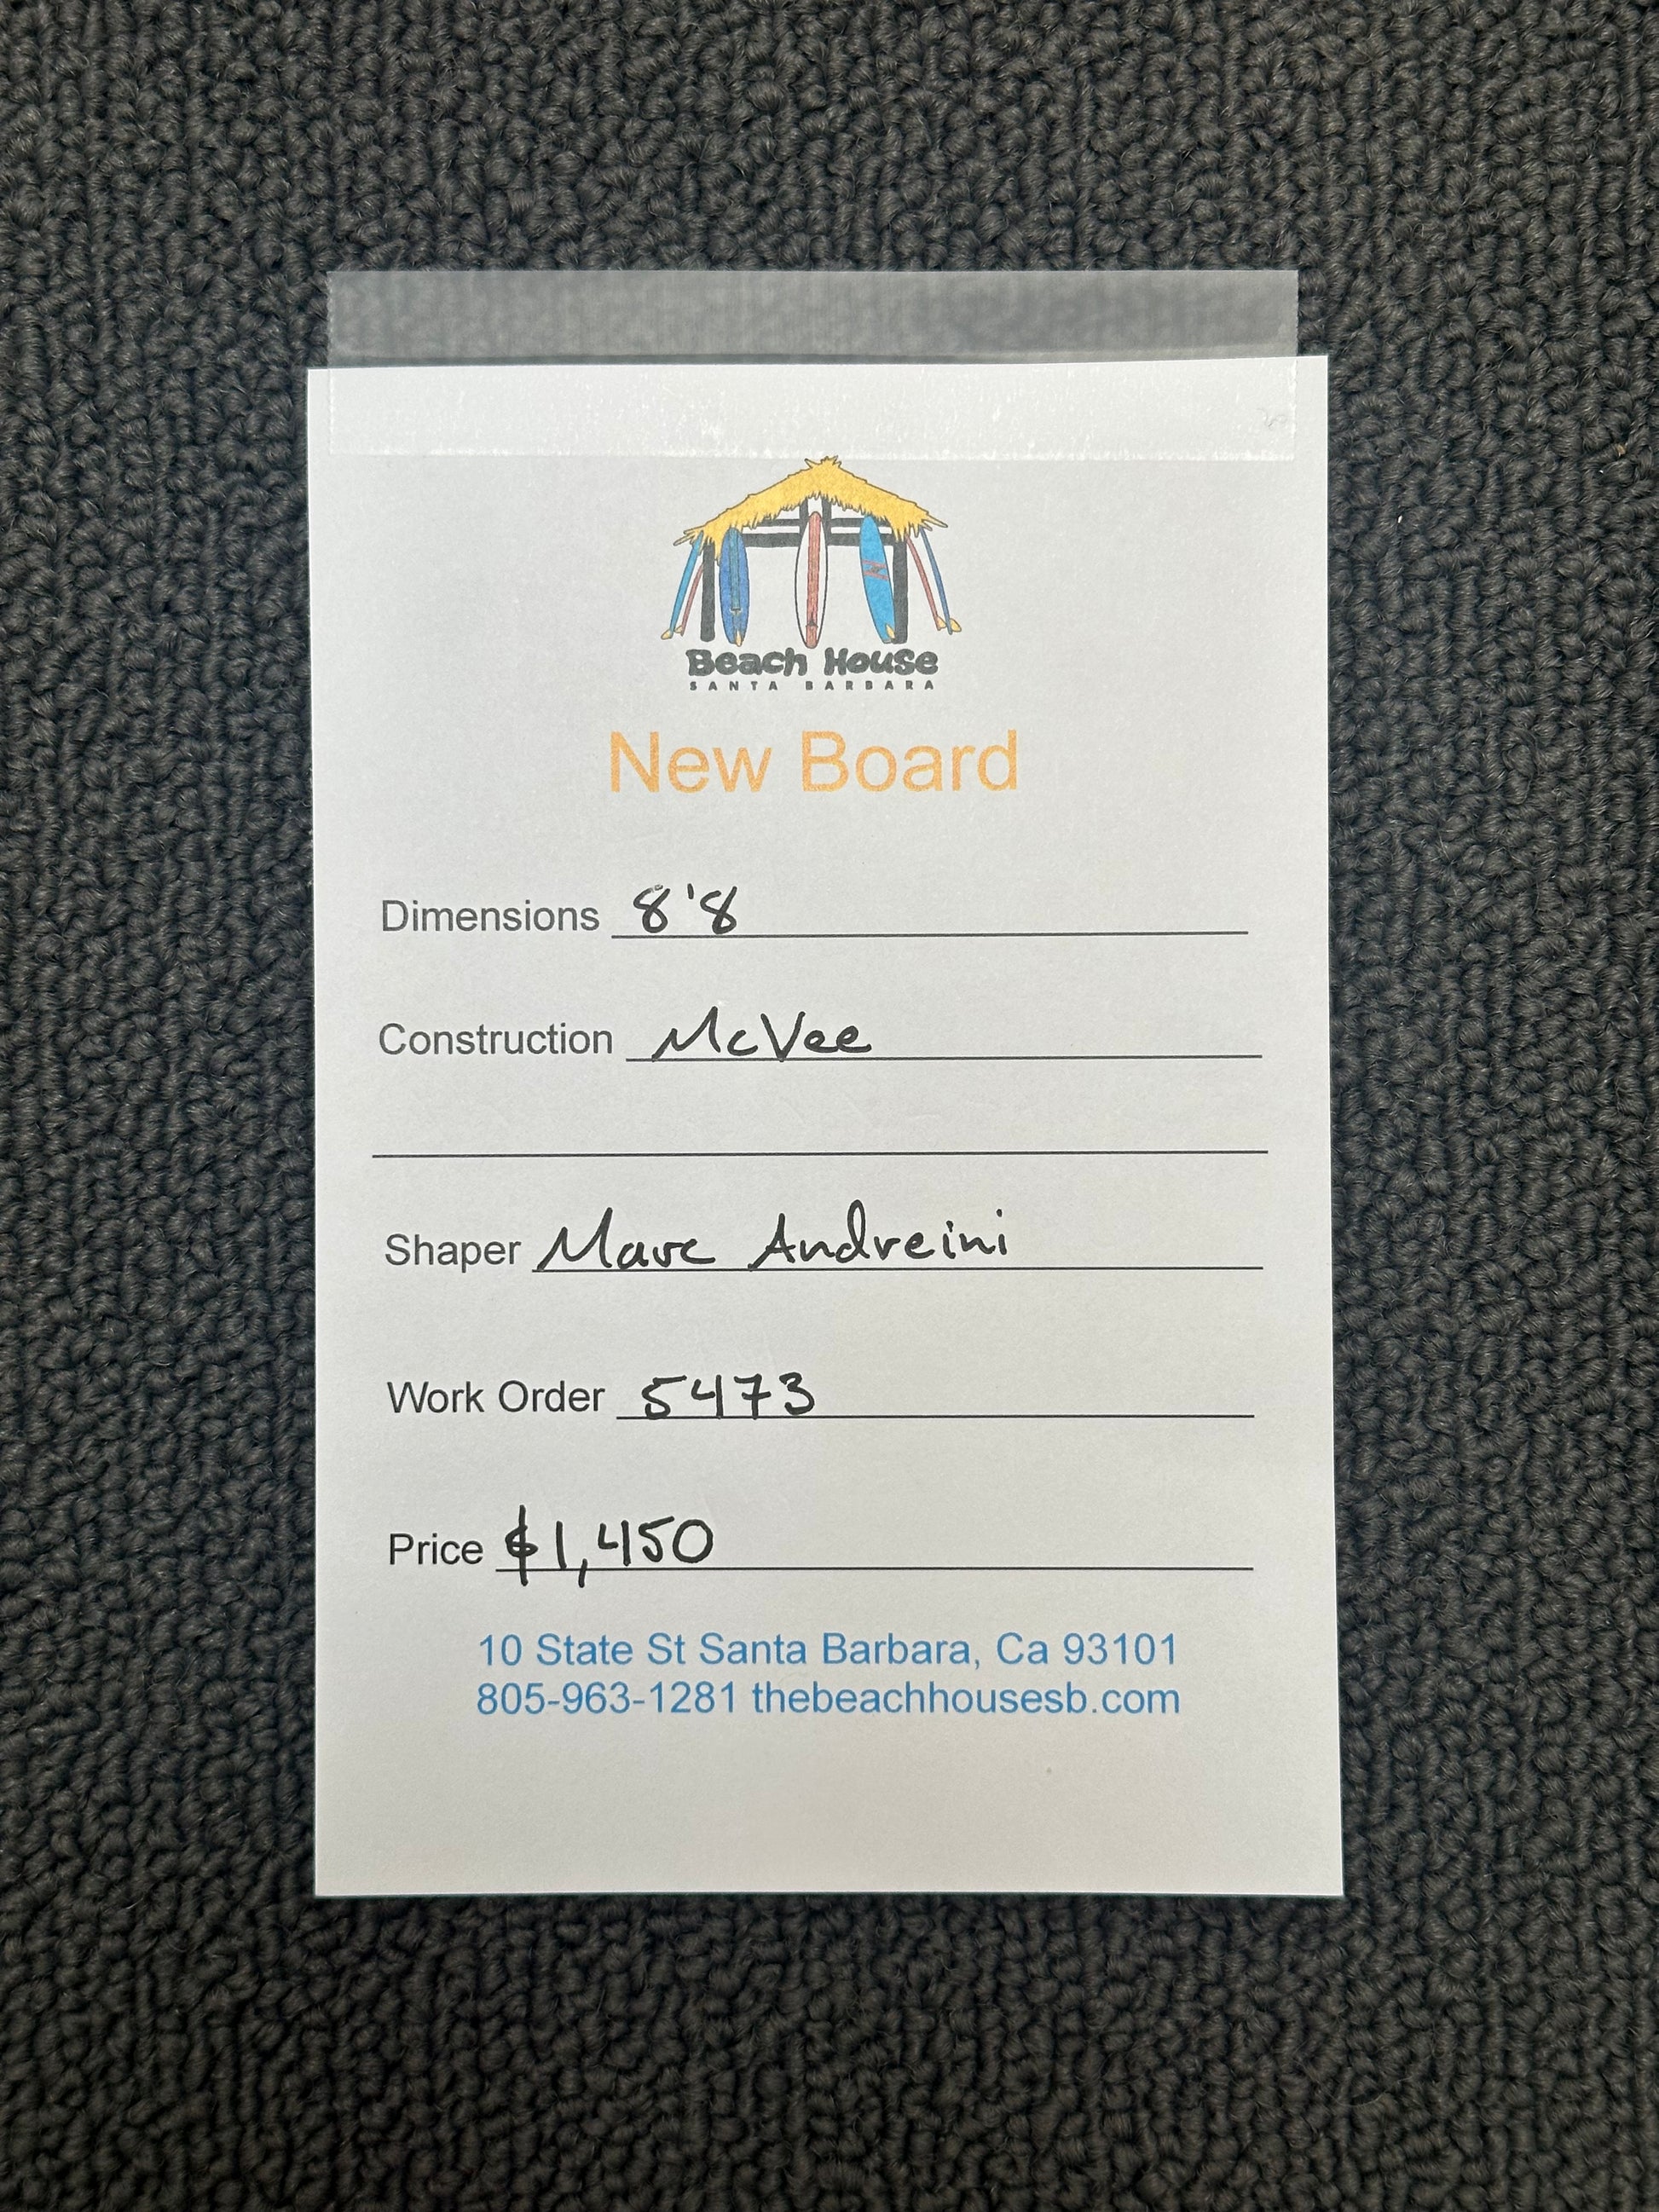 Beach House
SANTA BARBARA
New Board
Dimensions 8'8
Construction McVee
Shaper Marc Andreini
Work Order 5473
Price $1,450
10 State St Santa Barbara, Ca 93101
805-963-1281 thebeachhousesb.com